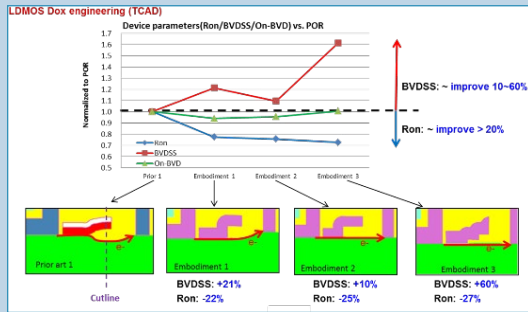 LDMOS Dox engineering (TCAD)
Device parameters(Ron/BVDSS/On-BVD) vs. POR
Normalized to POR
1.7
1.6
1.5
1.4
1.3
1.2
1.1
1.0
0.9
0.8
0.7
0.6
0.5
Ron
BVDSS
On-BVD
Prior 1
Embodiment 1
Embodiment 2
Embodiment 3
BVDSS: ~ improve 10~60%
Ron: ~ improve > 20%
e-
Prior art 1
Cutline
e-
Embodiment 1
BVDSS: +21%
Ron: -22%
e-
Embodiment 2
BVDSS: +10%
Ron: -25%
e-
Embodiment 3
BVDSS: +60%
Ron: -27%